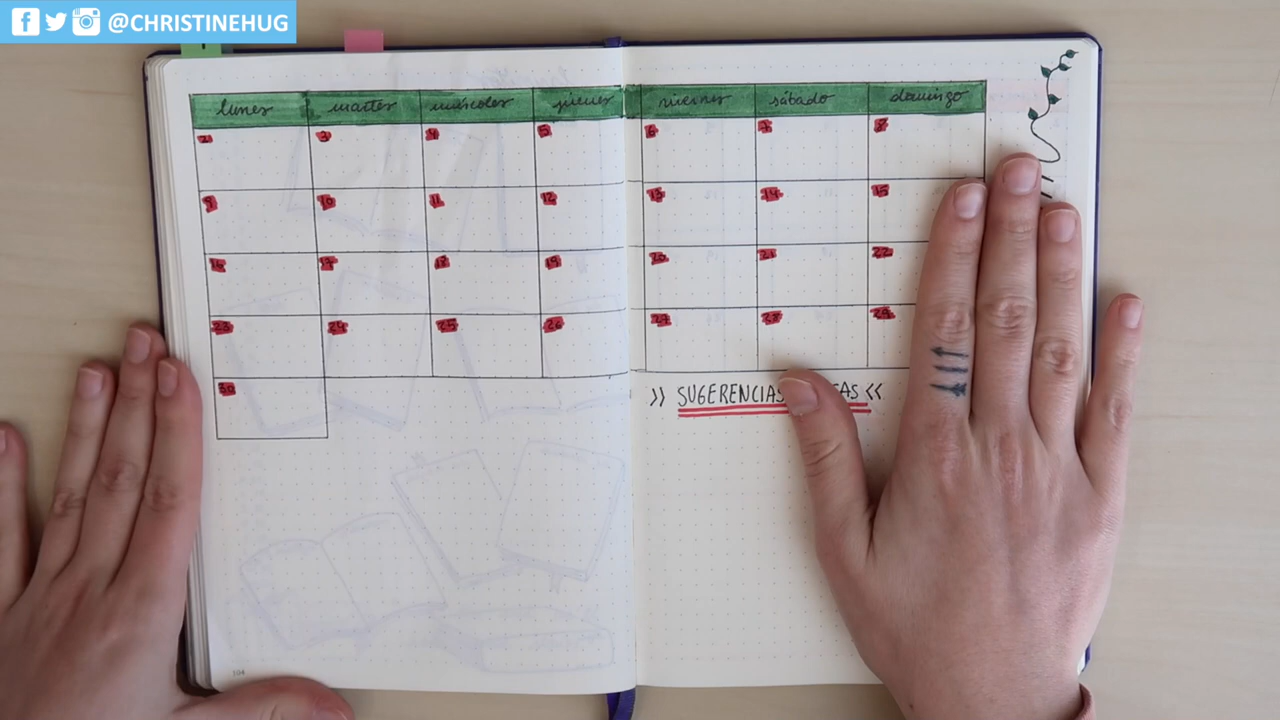 @CHRISTINEHUG
lunes martes miércoles jueves viernes sábado domingo
2 3 4 5 6 7 8
9 10 11 12 13 14 15
16 17 18 19 20 21 22
23 24 25 26 27 28 29
30
>> SUGERENCIAS <<
104